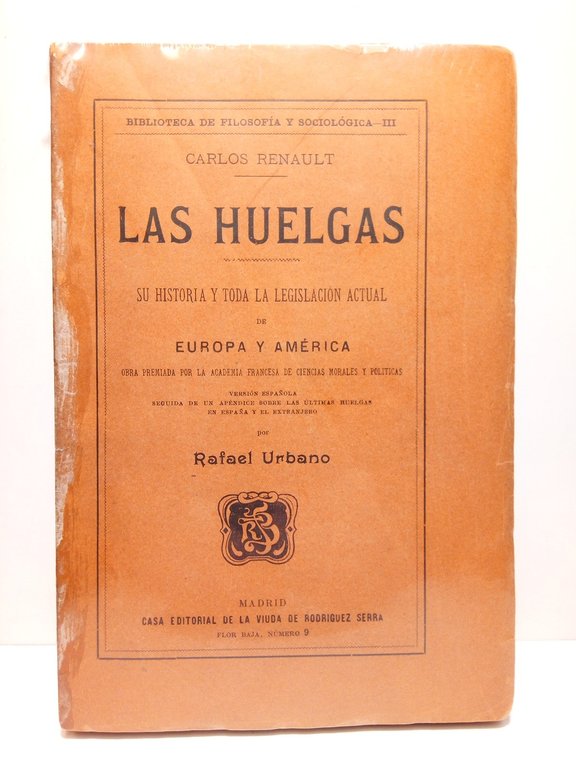 BIBLIOTECA DE FILOSOFÍA Y SOCIOLÓGICA—III
CARLOS RENAULT
LAS HUELGAS
SU HISTORIA Y TODA LA LEGISLACIÓN ACTUAL
DE
EUROPA Y AMÉRICA
OBRA PREMIADA POR LA ACADEMIA FRANCESA DE CIENCIAS MORALES Y POLÍTICAS
VERSIÓN ESPAÑOLA
SEGUIDA DE UN APÉNDICE SOBRE LAS ÚLTIMAS HUELGAS
EN ESPAÑA Y EL EXTRANJERO
por
Rafael Urbano
MADRID
CASA EDITORIAL DE LA VIUDA DE RODRIGUEZ SERRA
FLOR BAJA, NÚMERO 9